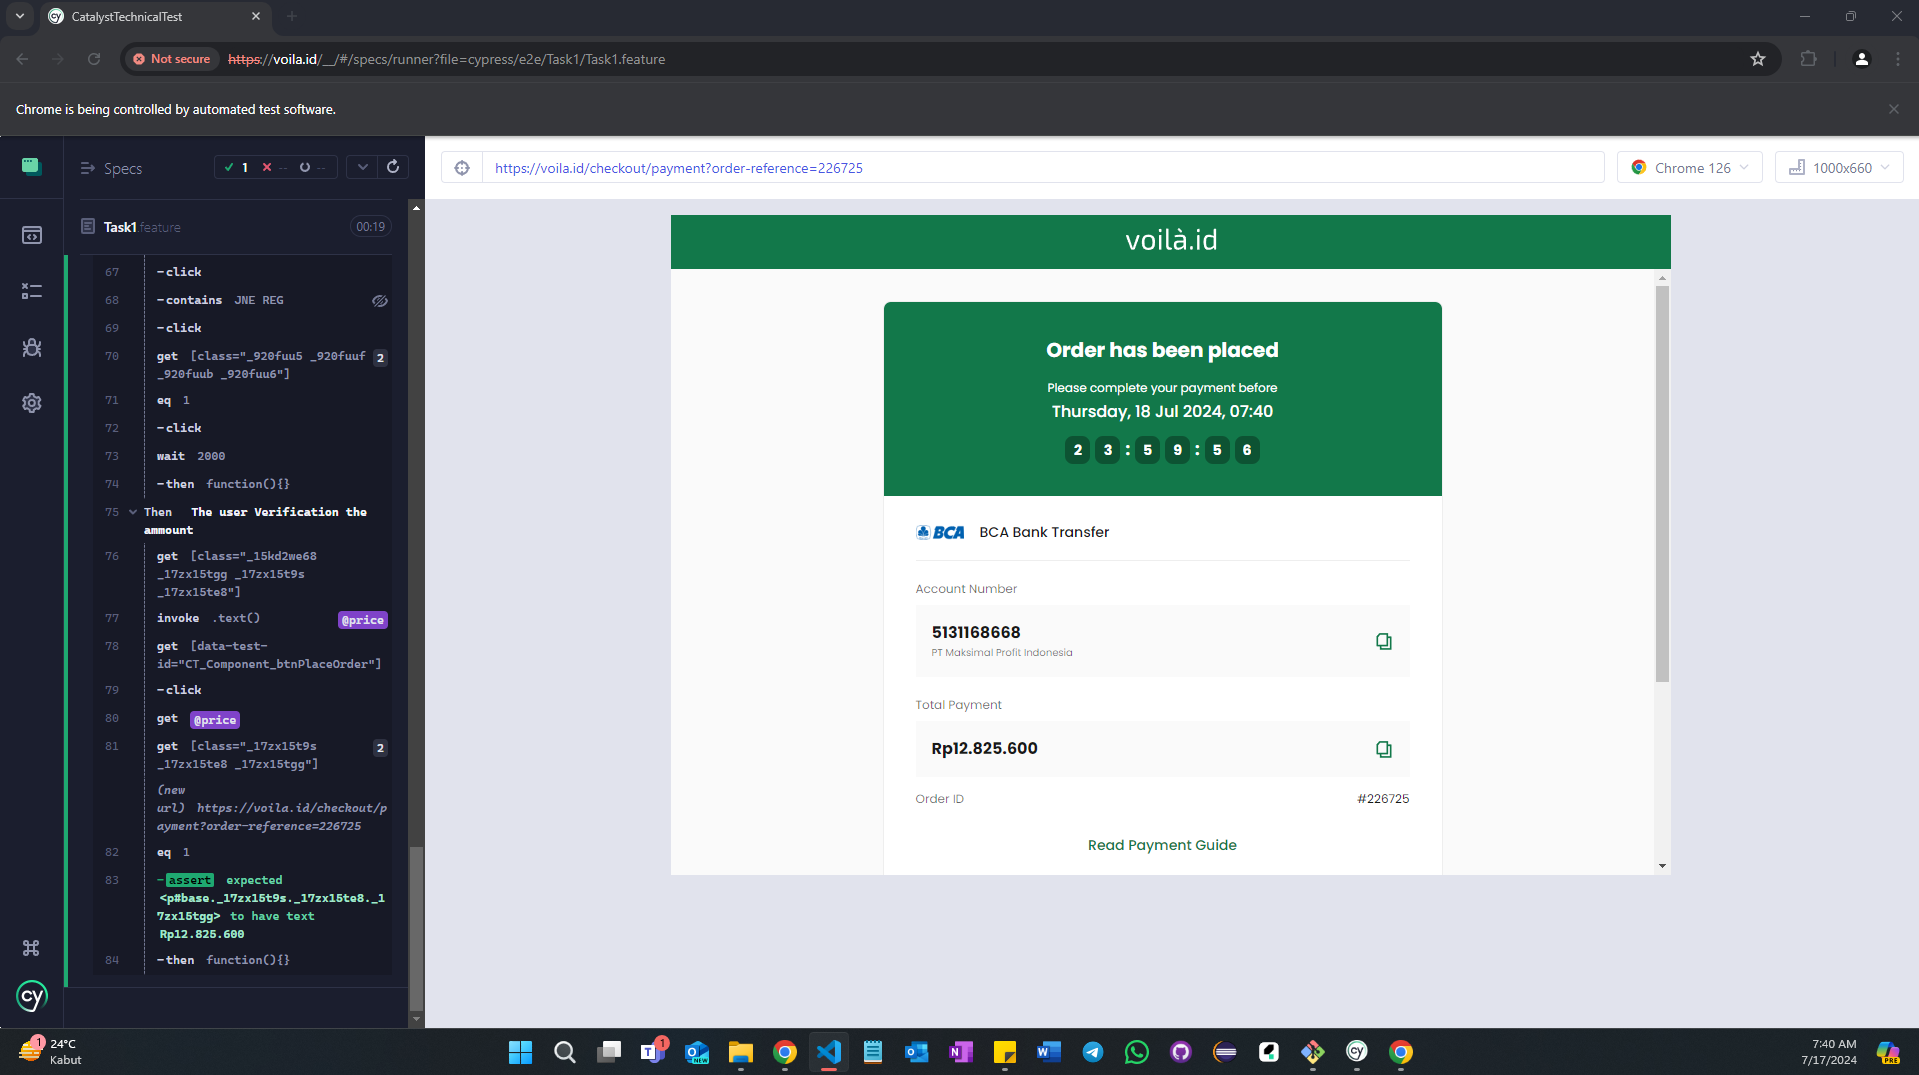 CatalystTechnicalTest
Not secure https://voila.id/__/#/specs/runner?file=cypress/e2e/Task1/Task1.feature
Chrome is being controlled by automated test software.
Specs
1 -- --
Task1.feature 00:19
67 -click
68 -contains JNE REG
69 -click
70 get [class="_920fuu5 _920fuuf 2
_920fuub _920fuu6"]
71 eq 1
72 -click
73 wait 2000
74 -then function(){}
75 Then The user Verification the
ammount
76 get [class="_15kd2we68
_17zx15tgg _17zx15t9s
_17zx15te8"]
77 invoke .text() @price
78 get [data-test-
id="CT_Component_btnPlaceOrder"]
79 -click
80 get @price
81 get [class="_17zx15t9s 2
_17zx15te8 _17zx15tgg"]
(new
url) https://voila.id/checkout/p
ayment?order-reference=226725
82 eq 1
83 -assert expected
<p#base._17zx15t9s._17zx15te8._1
7zx15tgg> to have text
Rp12.825.600
84 -then function(){}
cy
https://voila.id/checkout/payment?order-reference=226725
Chrome 126
1000x660
voilà.id
Order has been placed
Please complete your payment before
Thursday, 18 Jul 2024, 07:40
2 3 : 5 9 : 5 6
BCA BCA Bank Transfer
Account Number
5131168668
PT Maksimal Profit Indonesia
Total Payment
Rp12.825.600
Order ID #226725
Read Payment Guide
1
24°C
Kabut
1
NEW
PRE
7:40 AM
7/17/2024